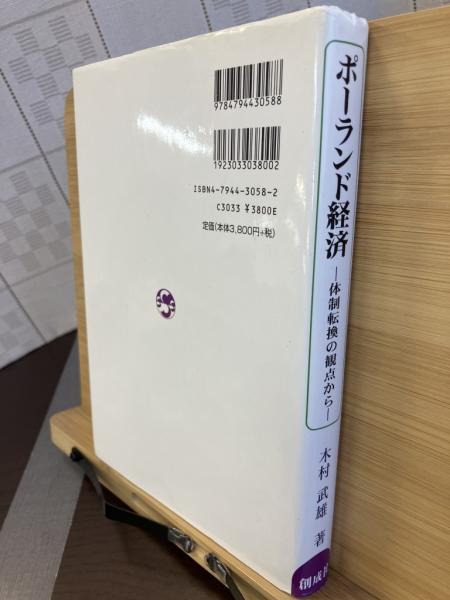 9784794430588
1923033038002
ISBN4-7944-3058-2
C3033 ¥3800E
定価(本体3,800円+税)
ポーランド経済
―体制転換の観点から―
木村 武雄 著
創成